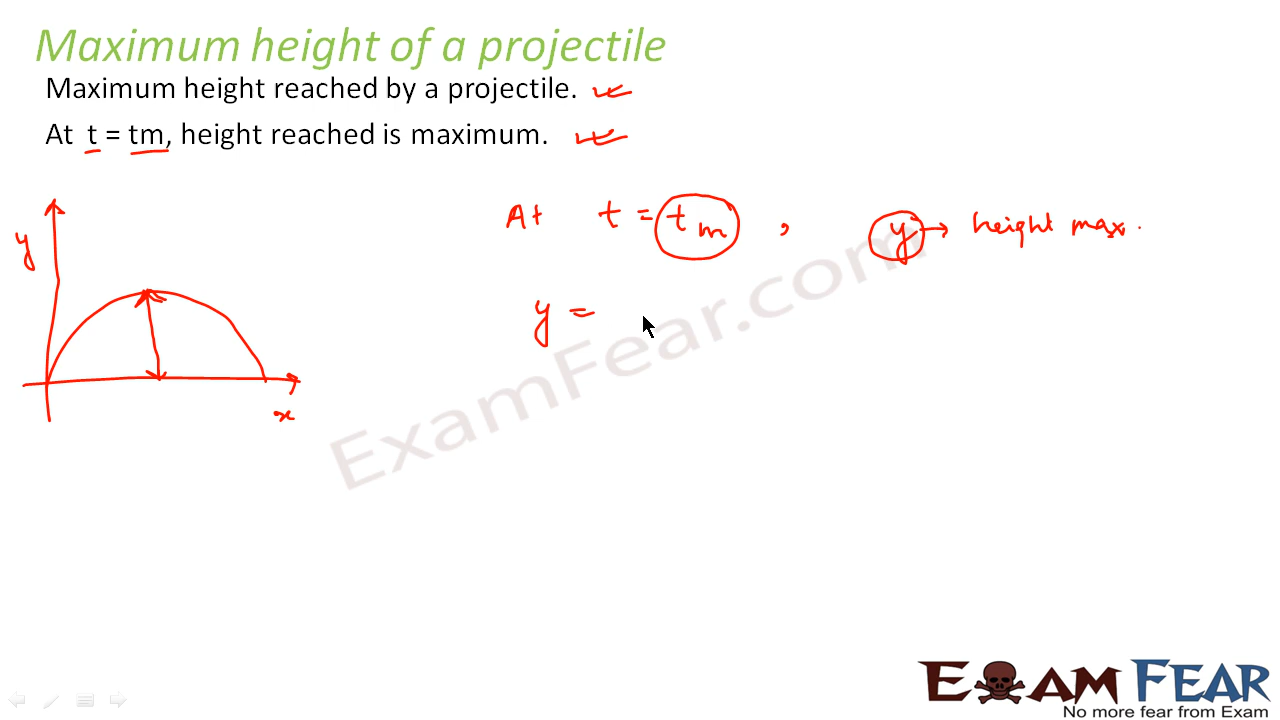 Maximum height of a projectile
Maximum height reached by a projectile.
At t = tm, height reached is maximum.
At t = tm , y → height max.
y =
y
x
ExamFear.com
EXAM FEAR
No more fear from Exam